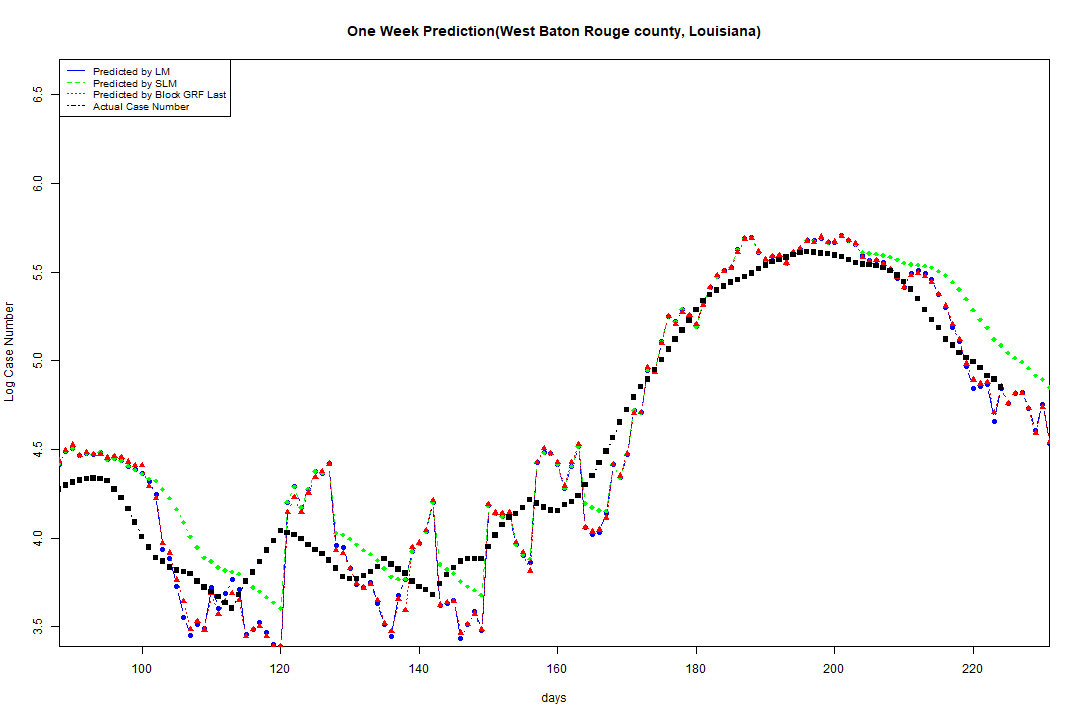 One Week Prediction(West Baton Rouge county, Louisiana)
Predicted by LM
Predicted by SLM
Predicted by Block GRF Last
Actual Case Number
Log Case Number
6.5
6.0
5.5
5.0
4.5
4.0
3.5
100 120 140 160 180 200 220
days